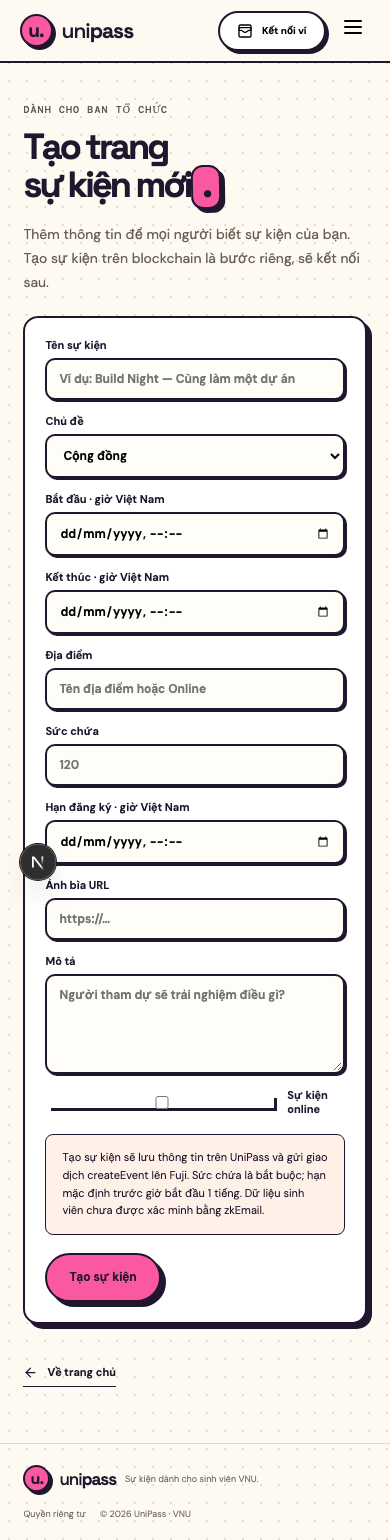 u. unipass
Kết nối ví
DÀNH CHO BAN TỔ CHỨC
Tạo trang
sự kiện mới.
Thêm thông tin để mọi người biết sự kiện của bạn.
Tạo sự kiện trên blockchain là bước riêng, sẽ kết nối
sau.
Tên sự kiện
Ví dụ: Build Night — Cùng làm một dự án
Chủ đề
Cộng đồng
Bắt đầu · giờ Việt Nam
dd/mm/yyyy, --:--
Kết thúc · giờ Việt Nam
dd/mm/yyyy, --:--
Địa điểm
Tên địa điểm hoặc Online
Sức chứa
120
Hạn đăng ký · giờ Việt Nam
dd/mm/yyyy, --:--
N
Ảnh bìa URL
https://...
Mô tả
Người tham dự sẽ trải nghiệm điều gì?
Sự kiện
online
Tạo sự kiện sẽ lưu thông tin trên UniPass và gửi giao
dịch createEvent lên Fuji. Sức chứa là bắt buộc; hạn
mặc định trước giờ bắt đầu 1 tiếng. Dữ liệu sinh
viên chưa được xác minh bằng zkEmail.
Tạo sự kiện
← Về trang chủ
u. unipass Sự kiện dành cho sinh viên VNU.
Quyền riêng tư © 2026 UniPass · VNU